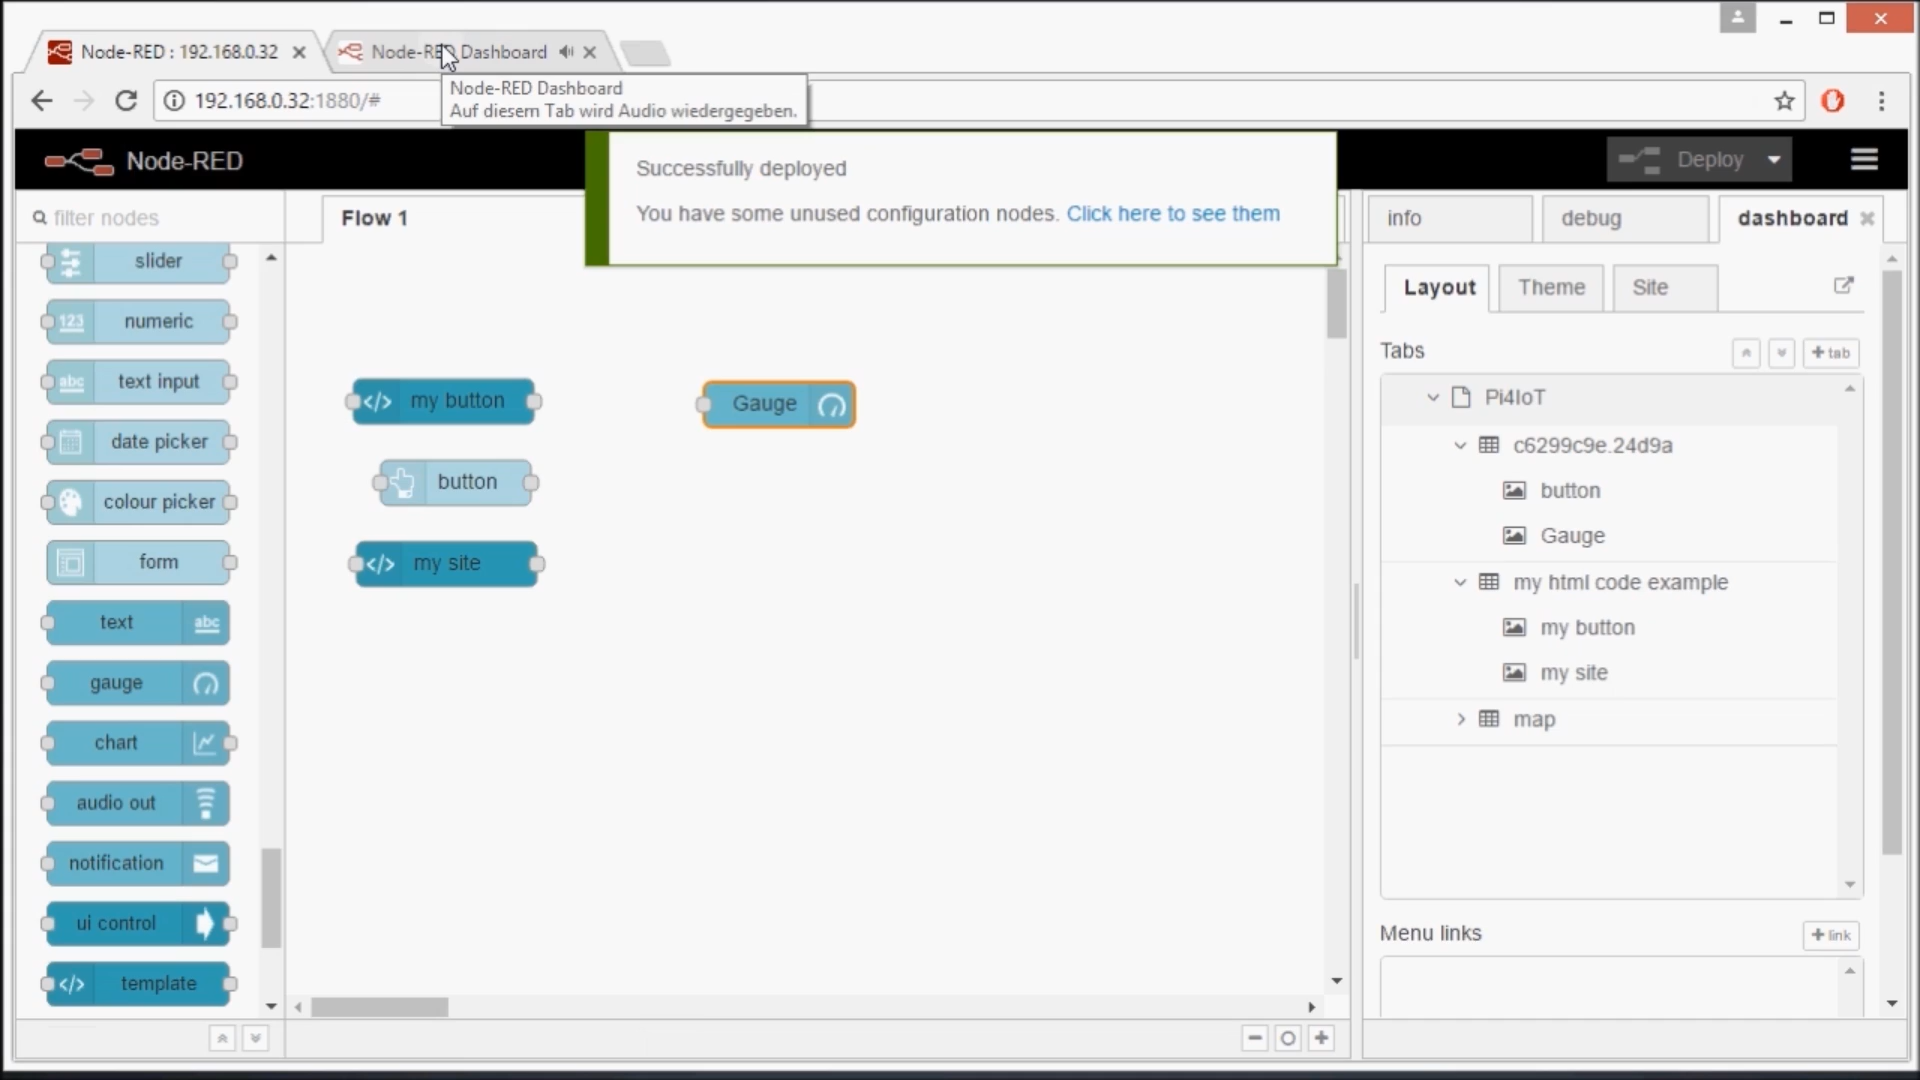 Node-RED : 192.168.0.32
Node-RED Dashboard
192.168.0.32:1880/#
Node-RED Dashboard
Auf diesem Tab wird Audio wiedergegeben.
Node-RED
Successfully deployed
You have some unused configuration nodes. Click here to see them
Deploy
filter nodes
slider
123 numeric
abc text input
date picker
colour picker
form
text abc
gauge
chart
audio out
notification
ui control
</> template
Flow 1
</> my button
button
</> my site
Gauge
info
debug
dashboard
Layout
Theme
Site
Tabs
+ tab
Pi4IoT
c6299c9e.24d9a
button
Gauge
my html code example
my button
my site
map
Menu links
+ link